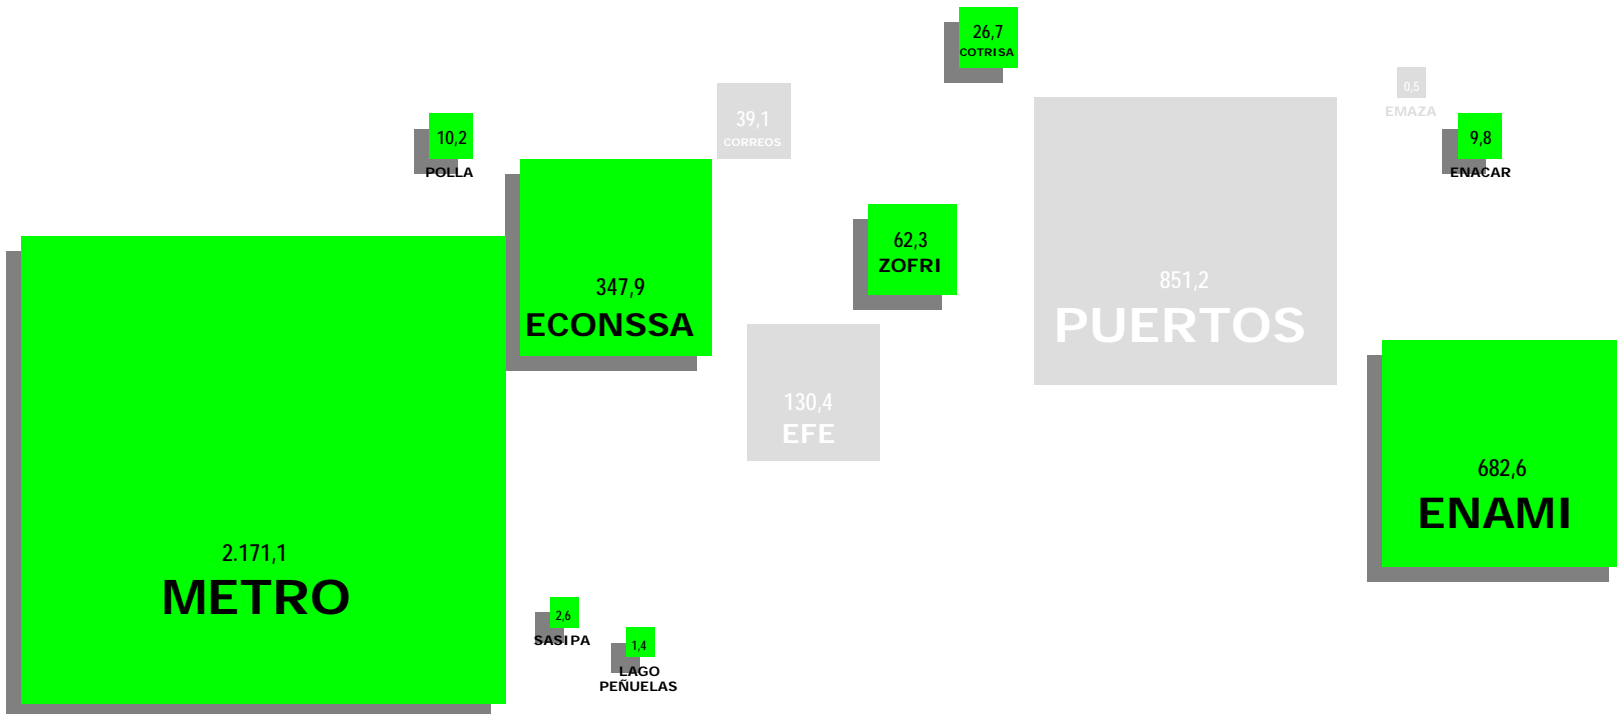 26,7
COTRISA
0,5
EMAZA
39,1
CORREOS
10,2
POLLA
9,8
ENACAR
62,3
ZOFRI
347,9
ECONSSA
851,2
PUERTOS
130,4
EFE
682,6
ENAMI
2.171,1
METRO
2,6
SASIPA
1,4
LAGO
PEÑUELAS